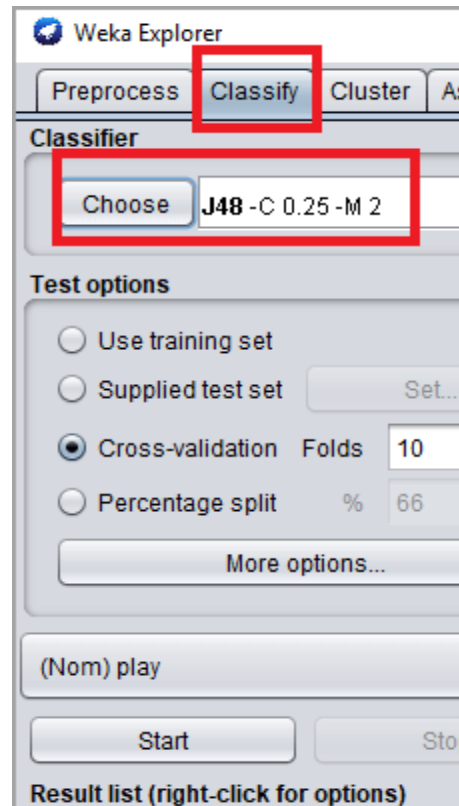 Weka Explorer
Preprocess Classify Cluster
Classifier
Choose J48 -C 0.25 -M 2
Test options
Use training set
Supplied test set Set...
Cross-validation Folds 10
Percentage split % 66
More options...
(Nom) play
Start Sto
Result list (right-click for options)